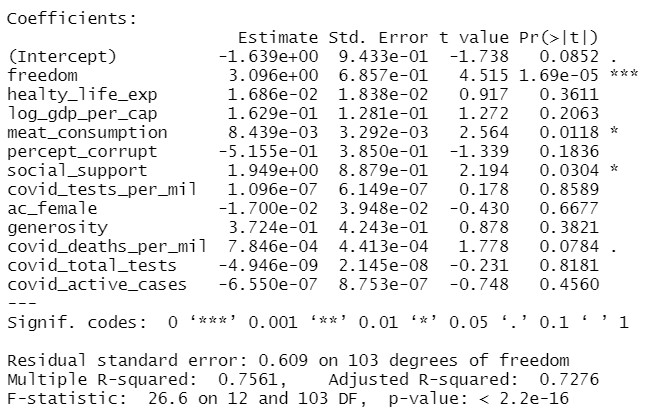 Coefficients:
Estimate Std. Error t value Pr(>|t|)
(Intercept) -1.639e+00 9.433e-01 -1.738 0.0852 .
freedom 3.096e+00 6.857e-01 4.515 1.69e-05 ***
healty_life_exp 1.686e-02 1.838e-02 0.917 0.3611
log_gdp_per_cap 1.629e-01 1.281e-01 1.272 0.2063
meat_consumption 8.439e-03 3.292e-03 2.564 0.0118 *
percept_corrupt -5.155e-01 3.850e-01 -1.339 0.1836
social_support 1.949e+00 8.879e-01 2.194 0.0304 *
covid_tests_per_mil 1.096e-07 6.149e-07 0.178 0.8589
ac_female -1.700e-02 3.948e-02 -0.430 0.6677
generosity 3.724e-01 4.243e-01 0.878 0.3821
covid_deaths_per_mil 7.846e-04 4.413e-04 1.778 0.0784 .
covid_total_tests -4.946e-09 2.145e-08 -0.231 0.8181
covid_active_cases -6.550e-07 8.753e-07 -0.748 0.4560
---
Signif. codes: 0 ‘***’ 0.001 ‘**’ 0.01 ‘*’ 0.05 ‘.’ 0.1 ‘ ’ 1
Residual standard error: 0.609 on 103 degrees of freedom
Multiple R-squared: 0.7561, Adjusted R-squared: 0.7276
F-statistic: 26.6 on 12 and 103 DF, p-value: < 2.2e-16